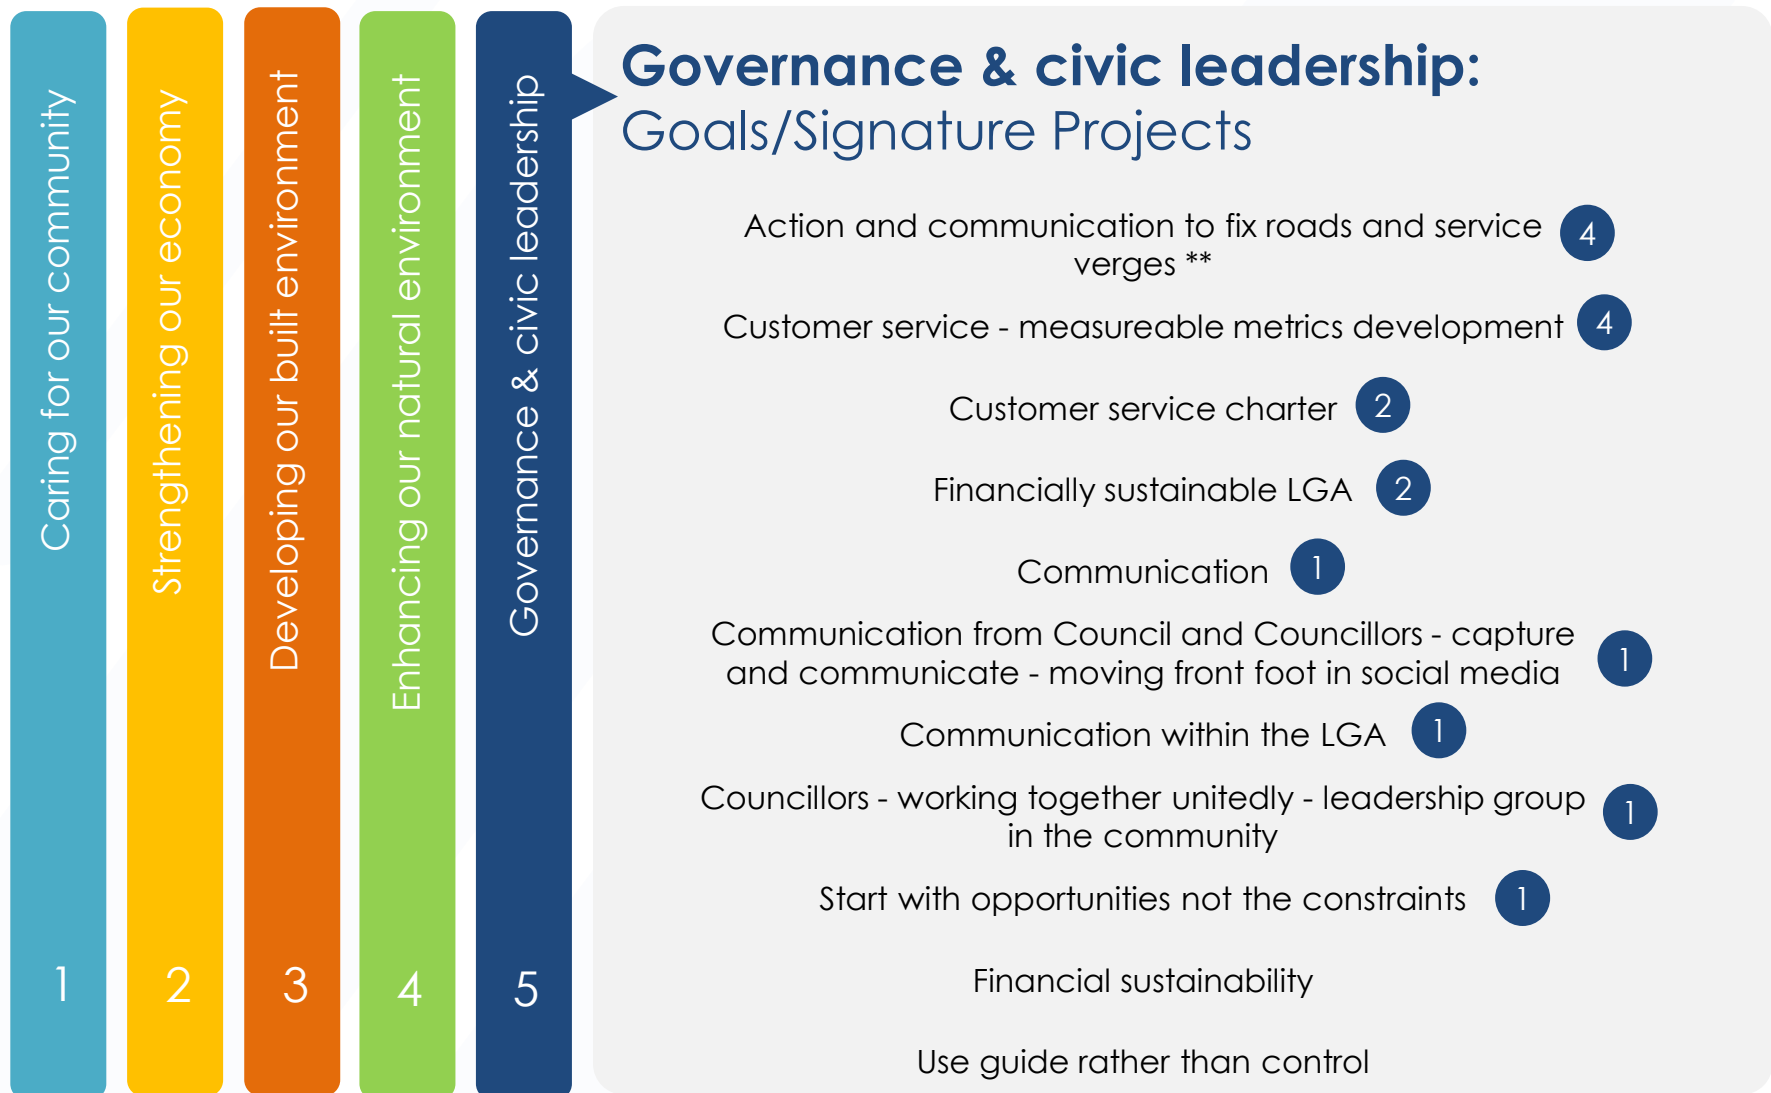 Caring for our community
1
Strengthening our economy
2
Developing our built environment
3
Enhancing our natural environment
4
Governance & civic leadership
5
Governance & civic leadership:
Goals/Signature Projects
Action and communication to fix roads and service
verges **
4
Customer service - measureable metrics development
4
Customer service charter
2
Financially sustainable LGA
2
Communication
1
Communication from Council and Councillors - capture
and communicate - moving front foot in social media
1
Communication within the LGA
1
Councillors - working together unitedly - leadership group
in the community
1
Start with opportunities not the constraints
1
Financial sustainability
Use guide rather than control